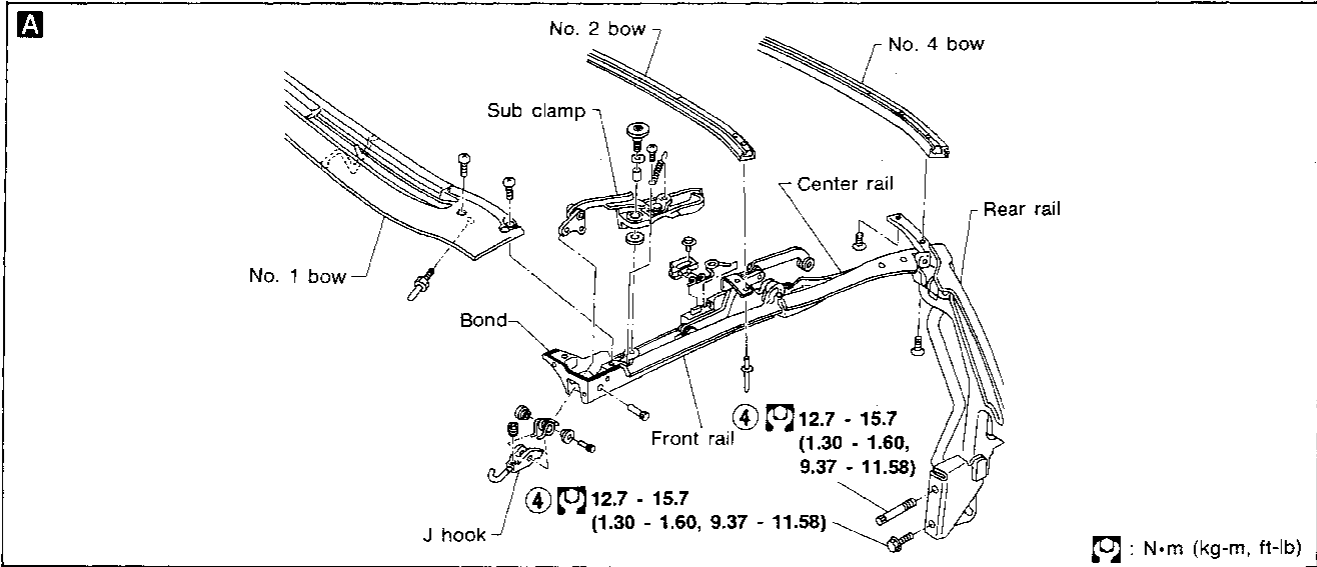 A
No. 2 bow
No. 4 bow
Sub clamp
Center rail
Rear rail
No. 1 bow
Bond
Front rail
④ 12.7 - 15.7
(1.30 - 1.60,
9.37 - 11.58)
④ 12.7 - 15.7
(1.30 - 1.60, 9.37 - 11.58)
J hook
: N•m (kg-m, ft-lb)